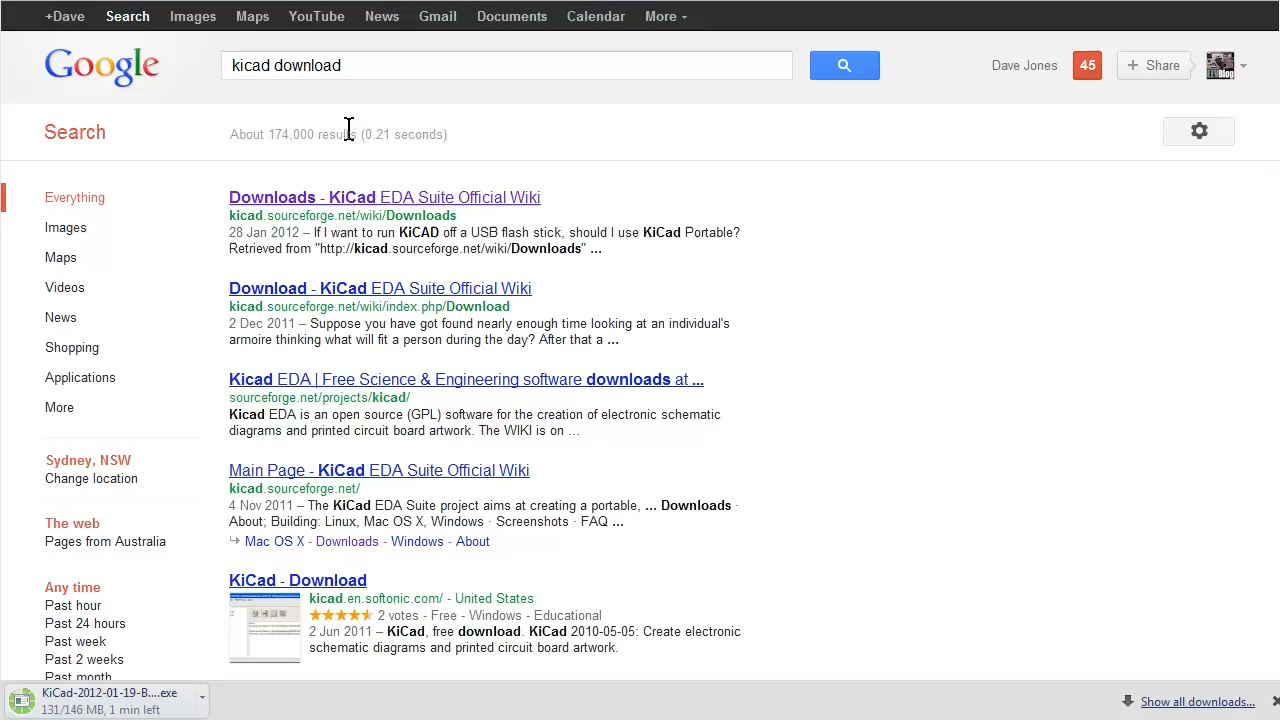 +Dave Search Images Maps YouTube News Gmail Documents Calendar More
Google
kicad download
Dave Jones 45 + Share
EEVBlog
Search
About 174,000 results (0.21 seconds)
Everything
Images
Maps
Videos
News
Shopping
Applications
More
Sydney, NSW
Change location
The web
Pages from Australia
Any time
Past hour
Past 24 hours
Past week
Past 2 weeks
Past month
Downloads - KiCad EDA Suite Official Wiki
kicad.sourceforge.net/wiki/Downloads
28 Jan 2012 – If I want to run KiCAD off a USB flash stick, should I use KiCad Portable?
Retrieved from "http://kicad.sourceforge.net/wiki/Downloads" ...
Download - KiCad EDA Suite Official Wiki
kicad.sourceforge.net/wiki/index.php/Download
2 Dec 2011 – Suppose you have got found nearly enough time looking at an individual's
armoire thinking what will fit a person during the day? After that a ...
Kicad EDA | Free Science & Engineering software downloads at ...
sourceforge.net/projects/kicad/
Kicad EDA is an open source (GPL) software for the creation of electronic schematic
diagrams and printed circuit board artwork. The WIKI is on ...
Main Page - KiCad EDA Suite Official Wiki
kicad.sourceforge.net/
4 Nov 2011 – The KiCad EDA Suite project aims at creating a portable, ... Downloads ·
About; Building: Linux, Mac OS X, Windows · Screenshots · FAQ ...
Mac OS X - Downloads - Windows - About
KiCad - Download
kicad.en.softonic.com/ - United States
2 votes - Free - Windows - Educational
2 Jun 2011 – KiCad, free download. KiCad 2010-05-05: Create electronic
schematic diagrams and printed circuit board artwork.
KiCad-2012-01-19-B....exe
131/146 MB, 1 min left
Show all downloads...